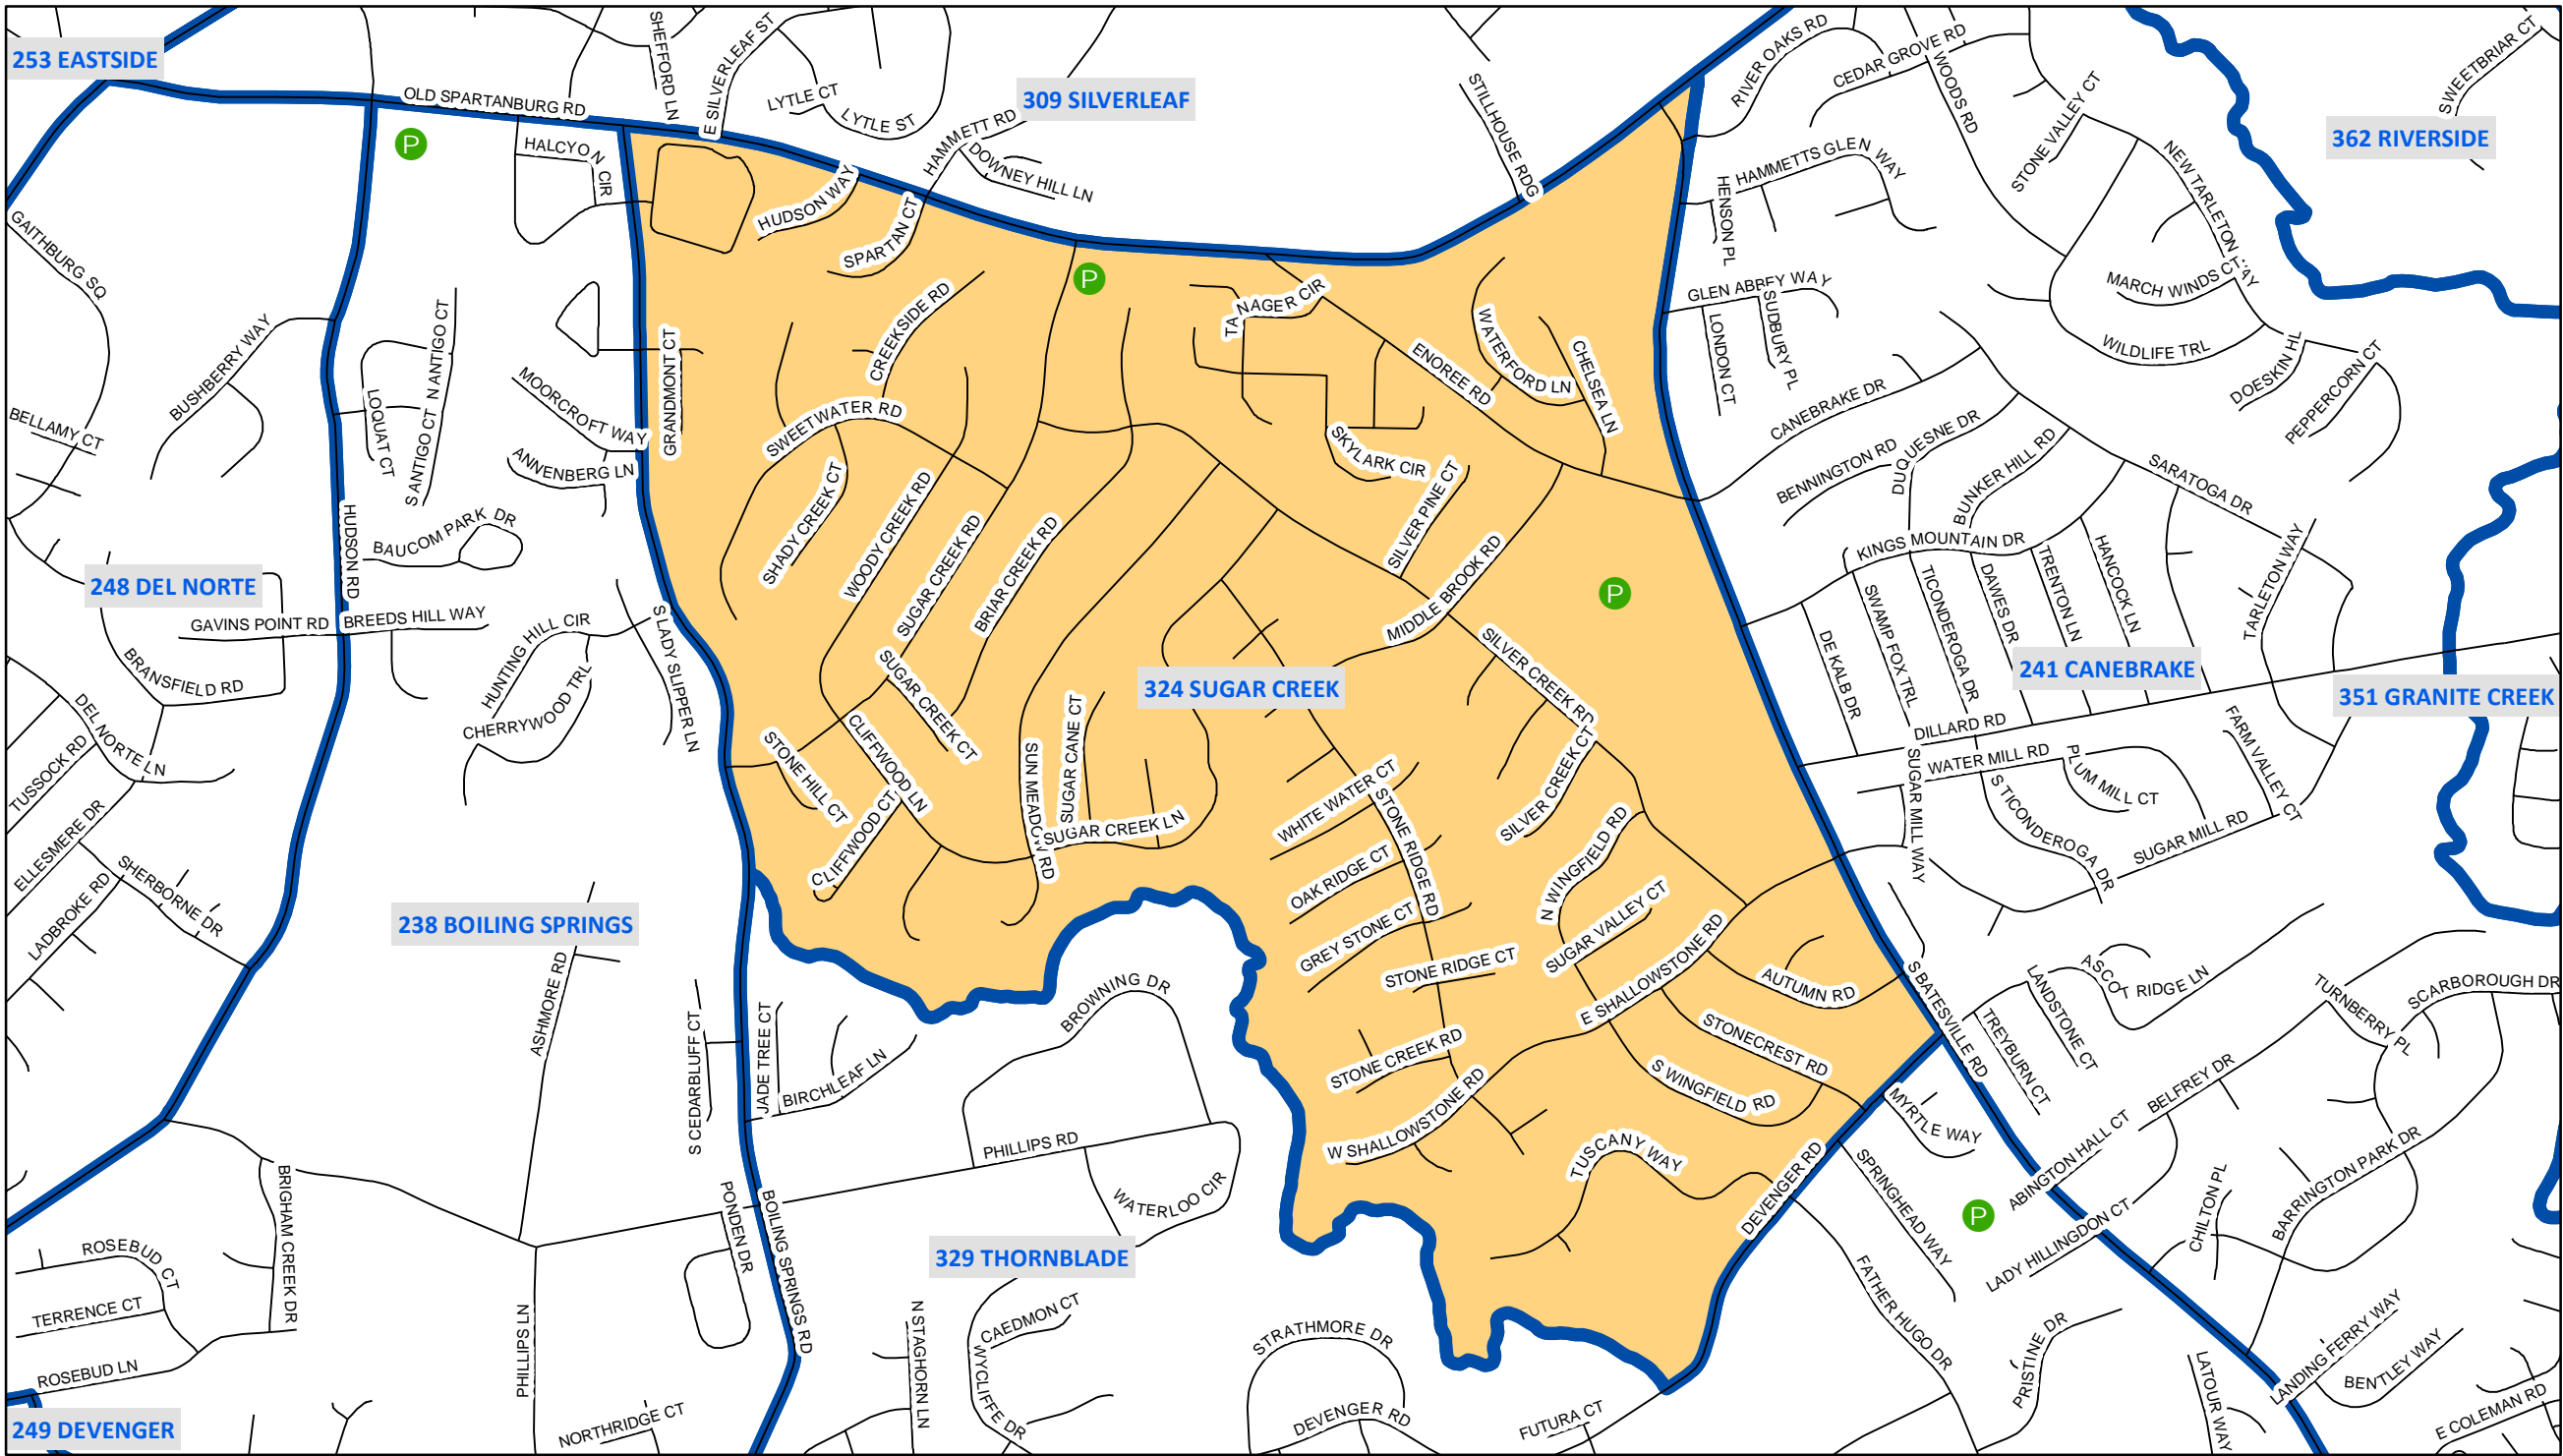 253 EASTSIDE
OLD SPARTANBURG RD
SHEFFORD LN
E SILVERLEAF ST
LYTLE CT
LYTLE ST
309 SILVERLEAF
HAMMETT RD
DOWNEY HILL LN
STILLHOUSE RDG
RIVER OAKS RD
CEDAR GROVE RD
WOODS RD
STONE VALLEY CT
SWEETBRIAR CT
362 RIVERSIDE
P
HALCYON CIR
HUDSON WAY
SPARTAN CT
HENSON PL
HAMMETTS GLEN WAY
NEW TARLETON WAY
MARCH WINDS CT
GAITHBURG SQ
P
TANAGER CIR
GLEN ABBEY WAY
LONDON CT
SUDBURY PL
WILDLIFE TRL
DOESKIN HL
PEPPERCORN CT
BUSHBERRY WAY
LOQUAT CT
N ANTIGO CT
S ANTIGO CT
MOORCROFT WAY
ANNENBERG LN
GRANDMONT CT
CREEKSIDE RD
SWEETWATER RD
ENOREE RD
WATERFORD LN
CHELSEA LN
CANEBRAKE DR
BENNINGTON RD
DUQUESNE DR
BUNKER HILL RD
SARATOGA DR
BELLAMY CT
SHADY CREEK CT
WOODY CREEK RD
SUGAR CREEK RD
BRIAR CREEK RD
SKYLARK CIR
SILVER PINE CT
MIDDLE BROOK RD
KINGS MOUNTAIN DR
HUDSON RD
BAUCOM PARK DR
248 DEL NORTE
GAVINS POINT RD
BREEDS HILL WAY
P
SWAMP FOX TRL
TICONDEROGA DR
DAWES DR
TRENTON LN
HANCOCK LN
TARLETON WAY
DE KALB DR
241 CANEBRAKE
351 GRANITE CREEK
BRANSFIELD RD
HUNTING HILL CIR
CHERRYWOOD TRL
S LADY SLIPPER LN
SUGAR CREEK CT
324 SUGAR CREEK
SILVER CREEK RD
SILVER CREEK CT
DILLARD RD
WATER MILL RD
PLUM MILL CT
FARM VALLEY CT
DEL NORTE LN
TUSSOCK RD
ELLESMERE DR
STONE HILL CT
CLIFFWOOD LN
CLIFFWOOD CT
SUN MEADOW RD
SUGAR CANE CT
SUGAR CREEK LN
WHITE WATER CT
STONE RIDGE RD
SUGAR MILL WAY
S TICONDEROGA DR
SUGAR MILL RD
SHERBORNE DR
LADBROKE RD
238 BOILING SPRINGS
OAK RIDGE CT
GREY STONE CT
STONE RIDGE CT
N WINGFIELD RD
SUGAR VALLEY CT
E SHALLOWSTONE RD
AUTUMN RD
S BATESVILLE RD
LANDSTONE CT
ASCOT RIDGE LN
TURNBERRY PL
SCARBOROUGH DR
ASHMORE RD
S CEDARBLUFF CT
JADE TREE CT
BIRCHLEAF LN
BROWNING DR
STONE CREEK RD
STONECREST RD
S WINGFIELD RD
TREYBURN CT
MYRTLE WAY
BELFREY DR
ABINGTON HALL CT
PHILLIPS RD
WATERLOO CIR
W SHALLOWSTONE RD
TUSCANY WAY
DEVENGER RD
SPRINGHEAD WAY
P
LADY HILLINGDON CT
CHILTON PL
BARRINGTON PARK DR
BRIGHAM CREEK DR
PONDEN DR
BOILING SPRINGS RD
329 THORNBLADE
FATHER HUGO DR
ROSEBUD CT
TERRENCE CT
ROSEBUD LN
PHILLIPS LN
N STAGHORN LN
CAEDMON CT
WYCLIFFE DR
STRATHMORE DR
PRISTINE DR
LANDING FERRY WAY
BENTLEY WAY
LATOUR WAY
249 DEVENGER
NORTHRIDGE CT
DEVENGER RD
FUTURA CT
E COLEMAN RD